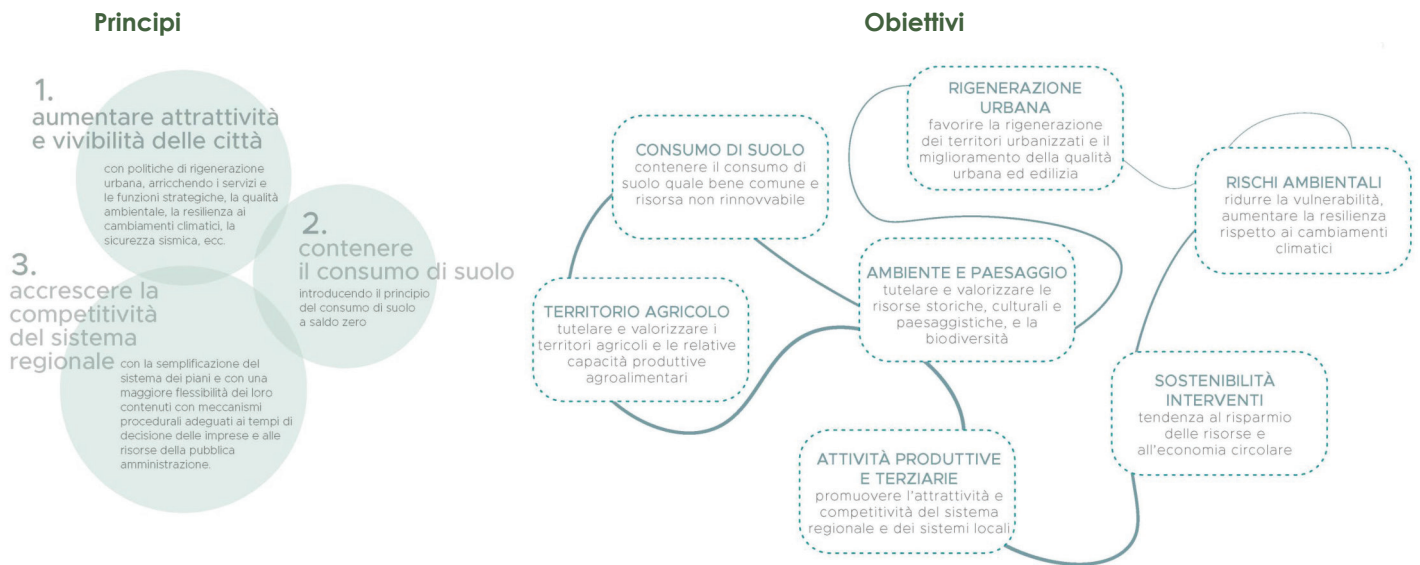 Principi
1.
aumentare attrattività
e vivibilità delle città
con politiche di rigenerazione
urbana, arricchendo i servizi e
le funzioni strategiche, la qualità
ambientale, la resilienza ai
cambiamenti climatici, la
sicurezza sismica, ecc.
2.
contenere
il consumo di suolo
introducendo il principio
del consumo di suolo
a saldo zero
3.
accrescere la
competitività
del sistema
regionale
con la semplificazione del
sistema dei piani e con una
maggiore flessibilità dei loro
contenuti con meccanismi
procedurali adeguati ai tempi di
decisione delle imprese e alle
risorse della pubblica
amministrazione.
Obiettivi
RIGENERAZIONE
URBANA
favorire la rigenerazione
dei territori urbanizzati e il
miglioramento della qualità
urbana ed edilizia
CONSUMO DI SUOLO
contenere il consumo di
suolo quale bene comune e
risorsa non rinnovvabile
RISCHI AMBIENTALI
ridurre la vulnerabilità,
aumentare la resilienza
rispetto ai cambiamenti
climatici
AMBIENTE E PAESAGGIO
tutelare e valorizzare le
risorse storiche, culturali e
paesaggistiche, e la
biodiversità
TERRITORIO AGRICOLO
tutelare e valorizzare i
territori agricoli e le relative
capacità produttive
agroalimentari
SOSTENIBILITÀ
INTERVENTI
tendenza al risparmio
delle risorse e
all'economia circolare
ATTIVITÀ PRODUTTIVE
E TERZIARIE
promuovere l'attrattività e
competitività del sistema
regionale e dei sistemi locali